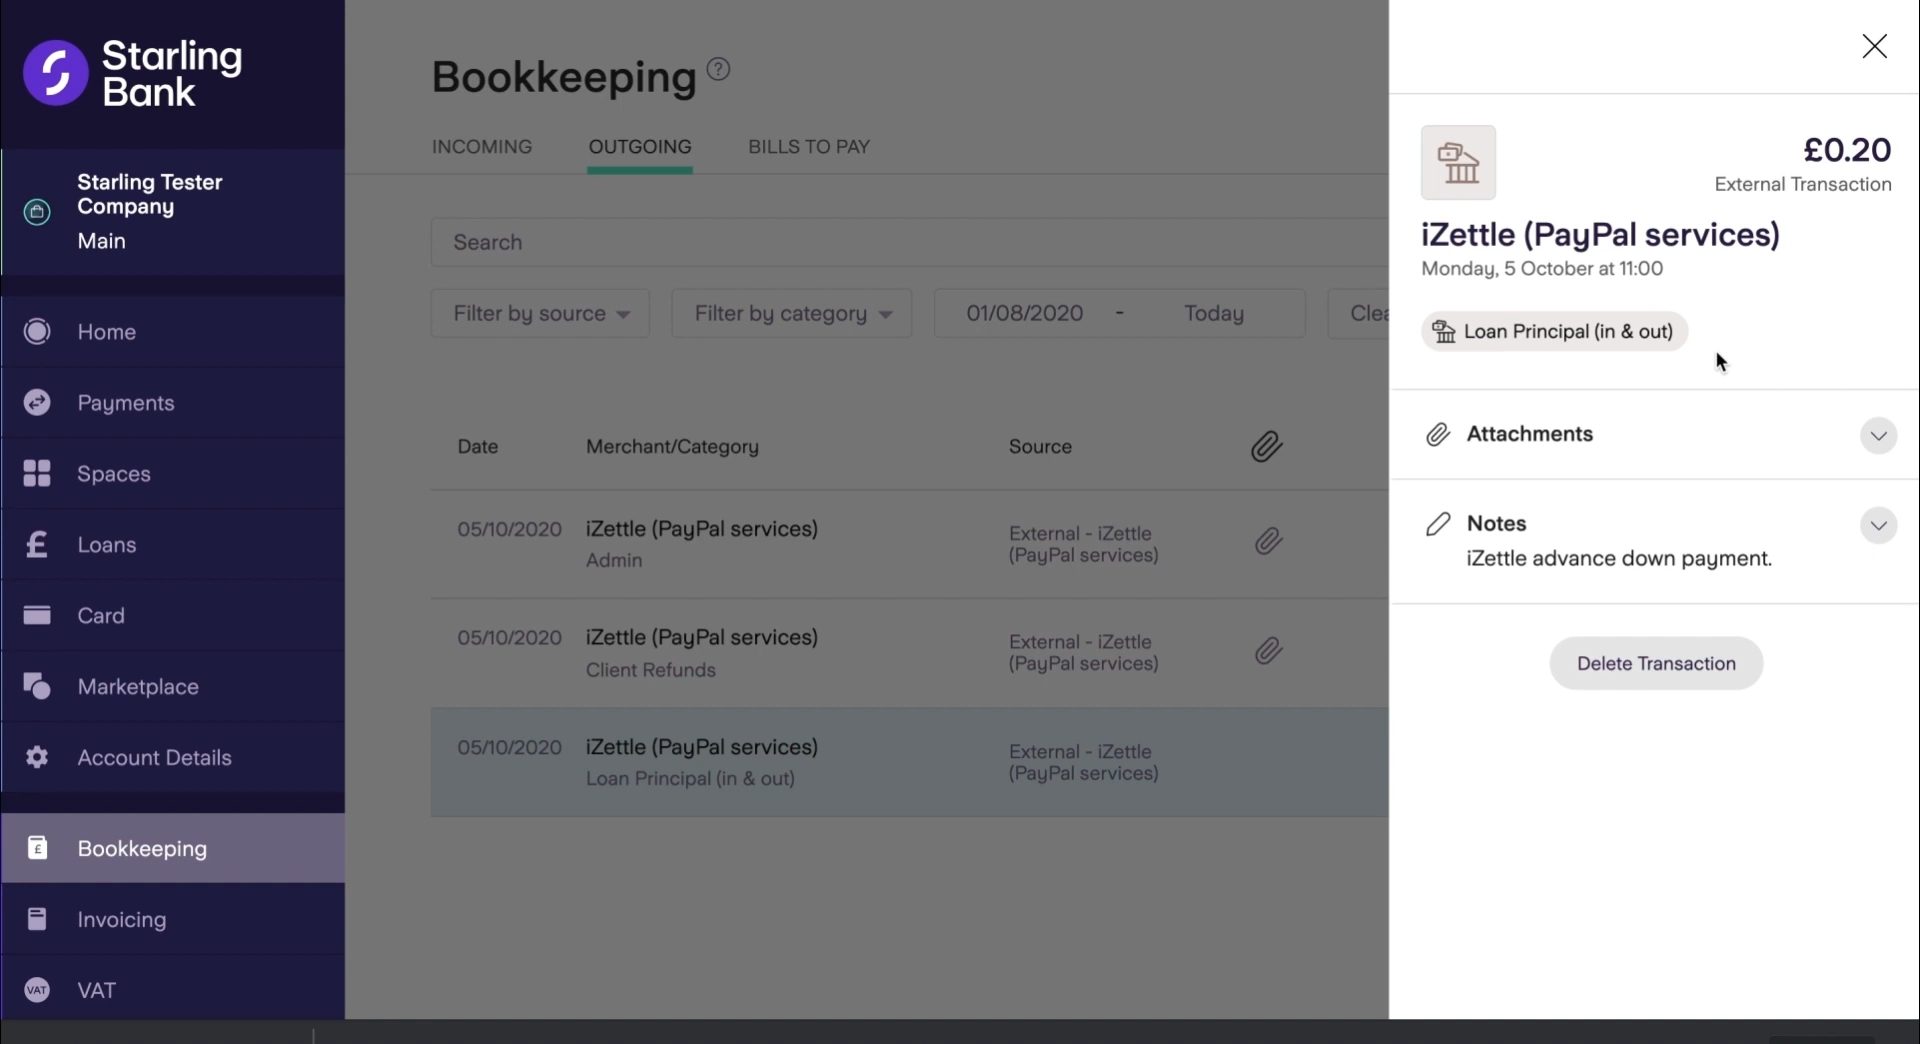 Starling
Bank
Starling Tester
Company
Main
Home
Payments
Spaces
£ Loans
Card
Marketplace
Account Details
£ Bookkeeping
Invoicing
VAT VAT
Bookkeeping ?
INCOMING OUTGOING BILLS TO PAY
Search
Filter by source Filter by category 01/08/2020 - Today Clea
Date Merchant/Category Source
05/10/2020 iZettle (PayPal services) External - iZettle
Admin (PayPal services)
05/10/2020 iZettle (PayPal services) External - iZettle
Client Refunds (PayPal services)
05/10/2020 iZettle (PayPal services) External - iZettle
Loan Principal (in & out) (PayPal services)
£0.20
External Transaction
iZettle (PayPal services)
Monday, 5 October at 11:00
Loan Principal (in & out)
Attachments
Notes
iZettle advance down payment.
Delete Transaction